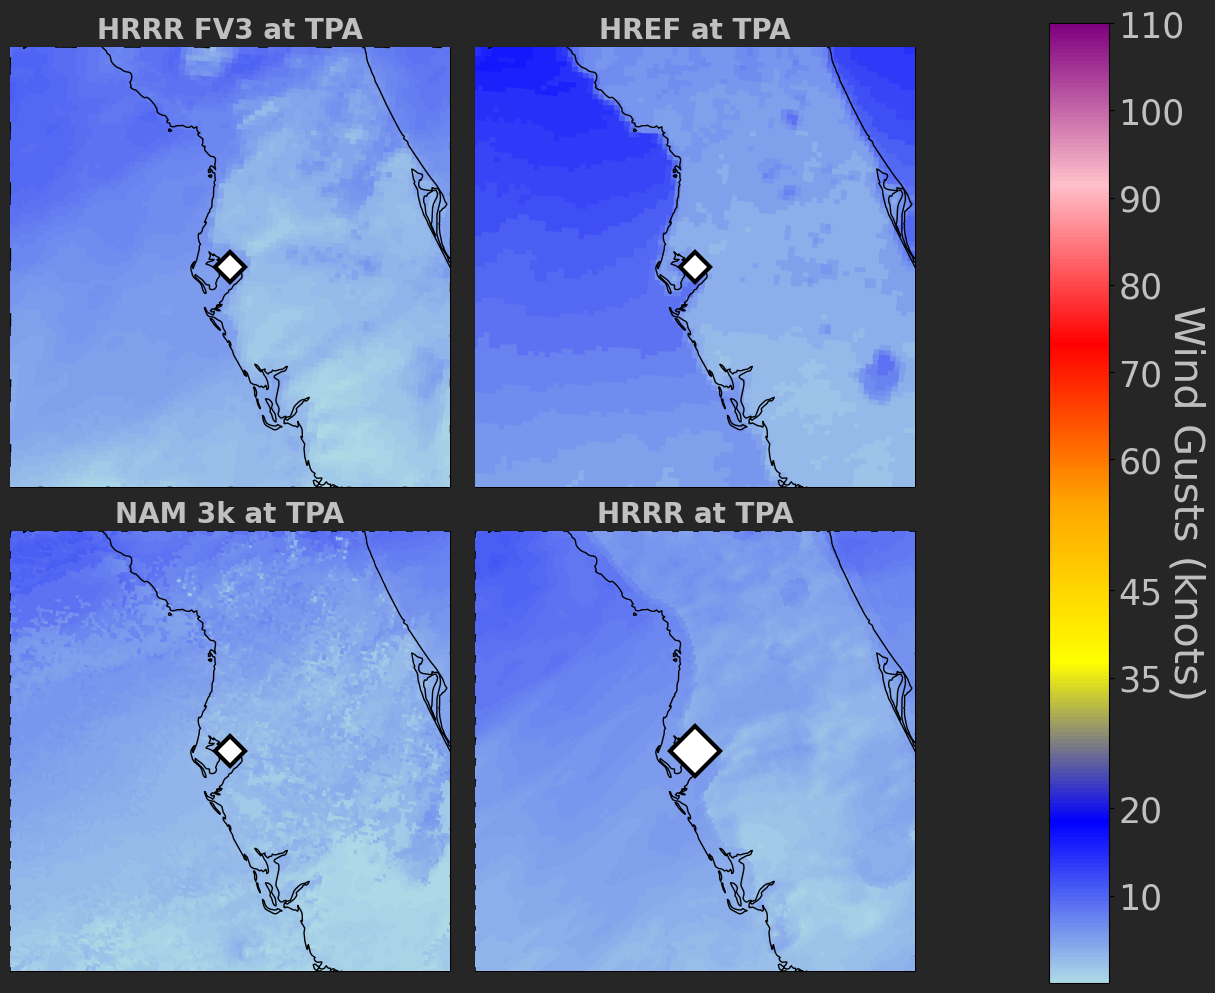 HRRR FV3 at TPA
HREF at TPA
NAM 3k at TPA
HRRR at TPA
110
100
90
80
70
60
45
35
20
10
Wind Gusts (knots)